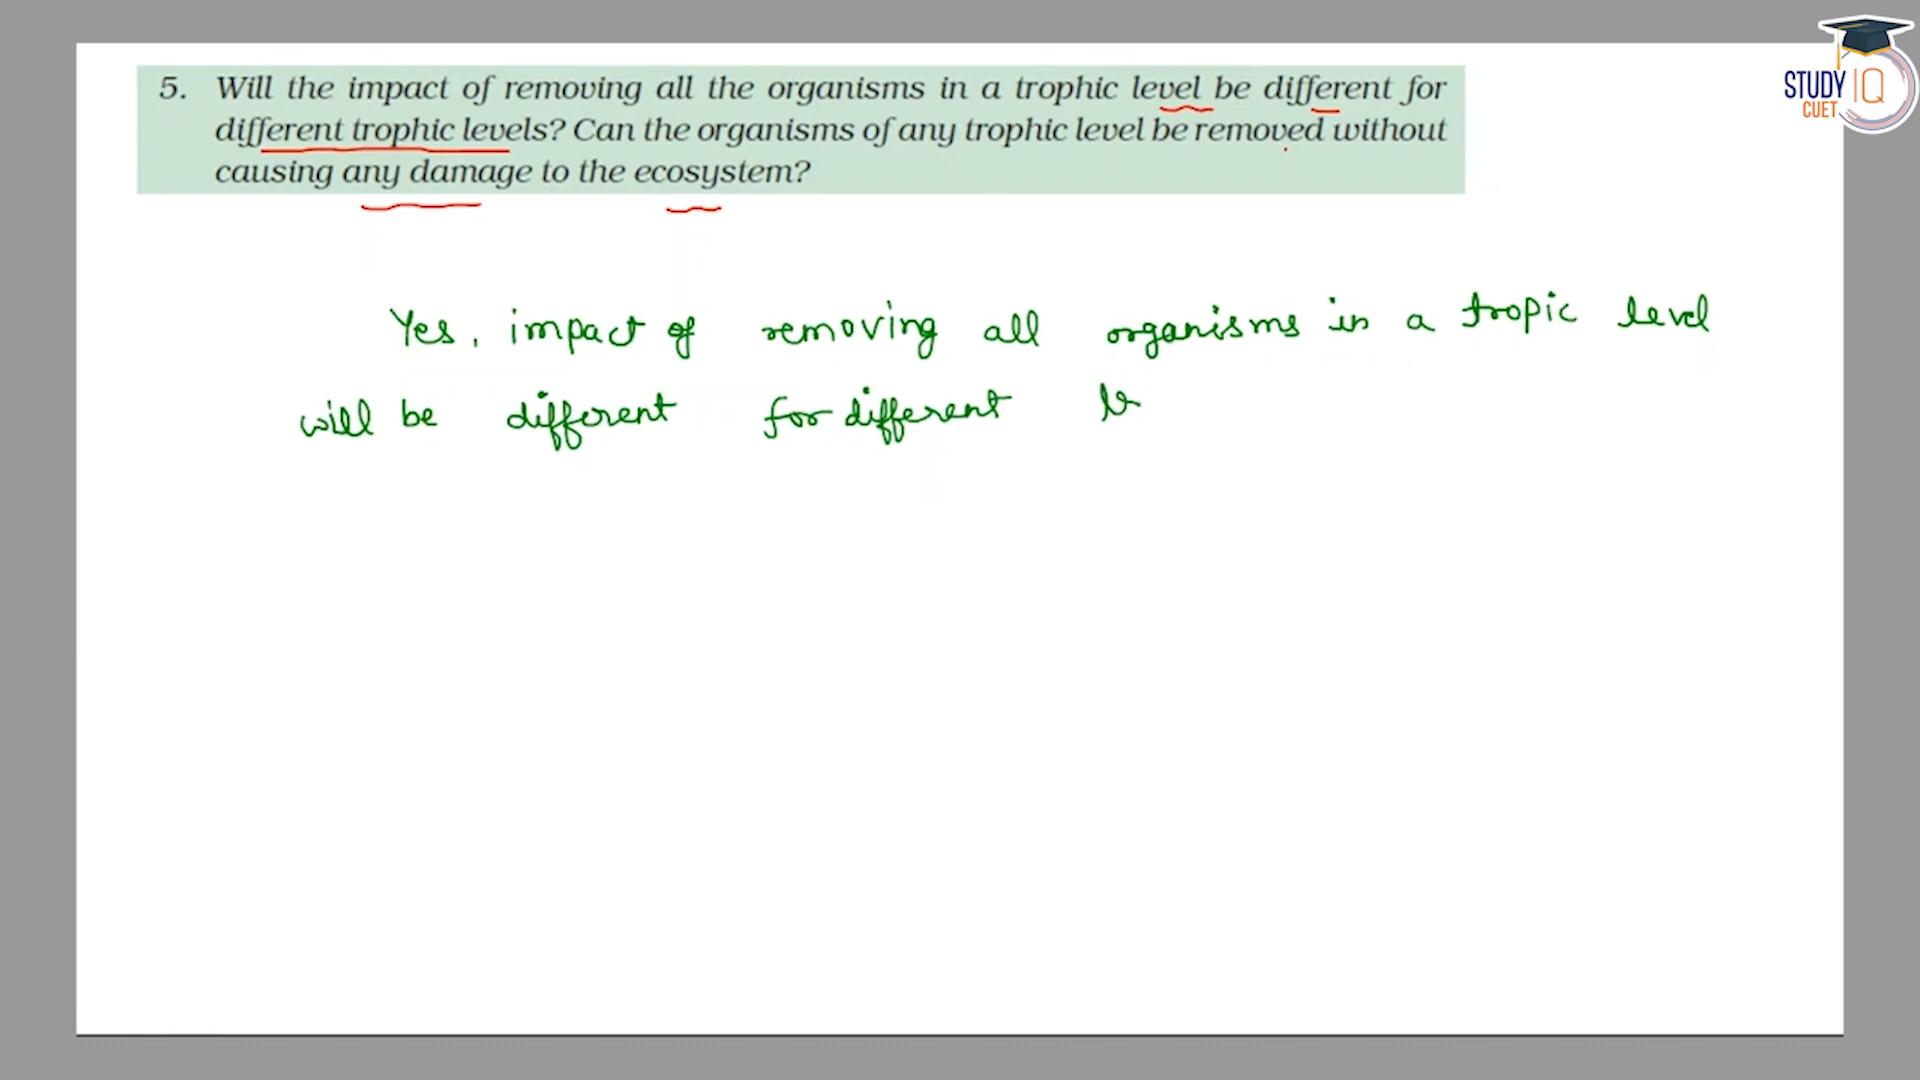 STUDY IQ
CUET
5. Will the impact of removing all the organisms in a trophic level be different for
different trophic levels? Can the organisms of any trophic level be removed without
causing any damage to the ecosystem?
Yes, impact of removing all organisms in a tropic level
will be different for different